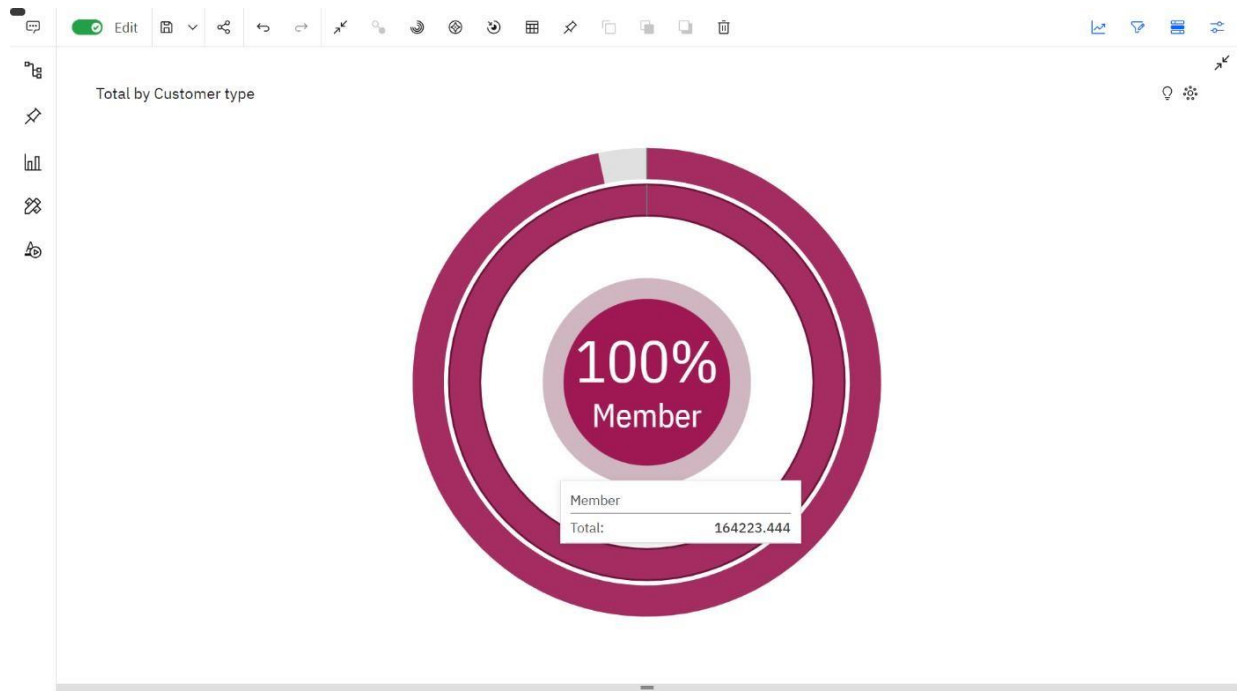 Edit
Total by Customer type
100%
Member
Member
Total: 164223.444